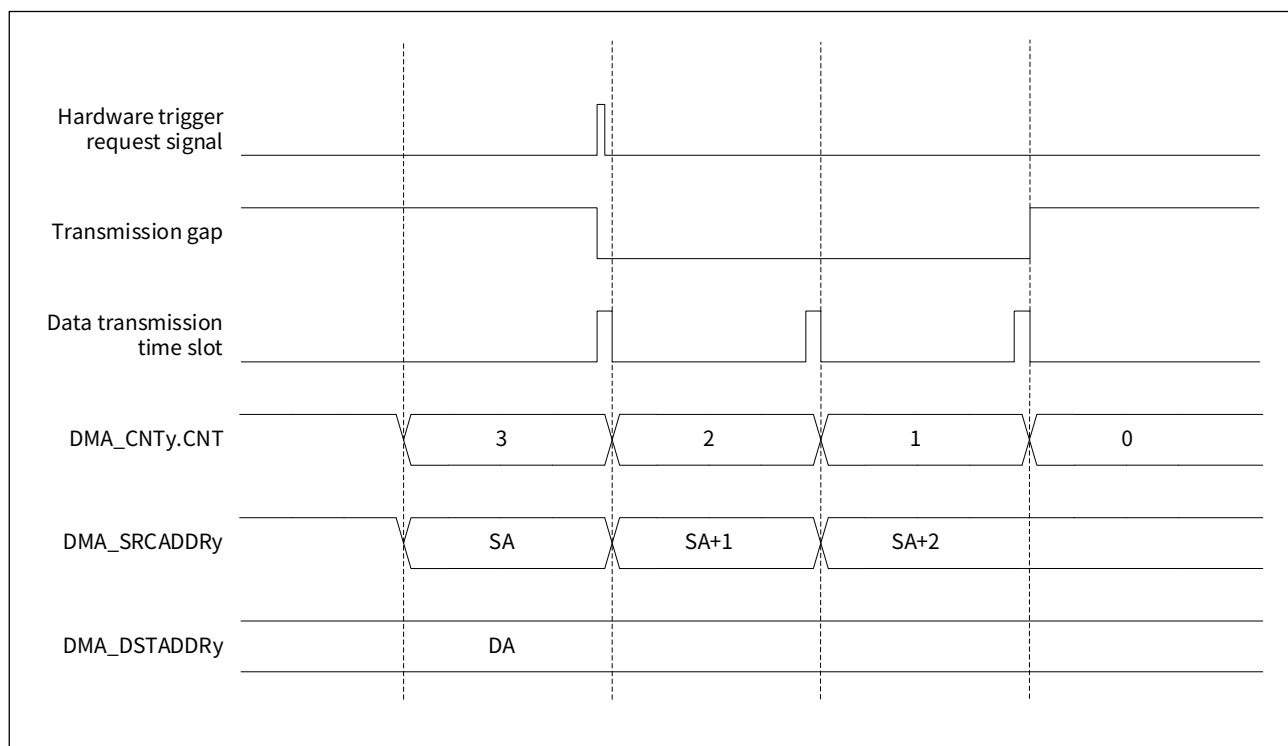 Hardware trigger
request signal
Transmission gap
Data transmission
time slot
DMA_CNTy.CNT
3
2
1
0
DMA_SRCADDRy
SA
SA+1
SA+2
DMA_DSTADDRy
DA